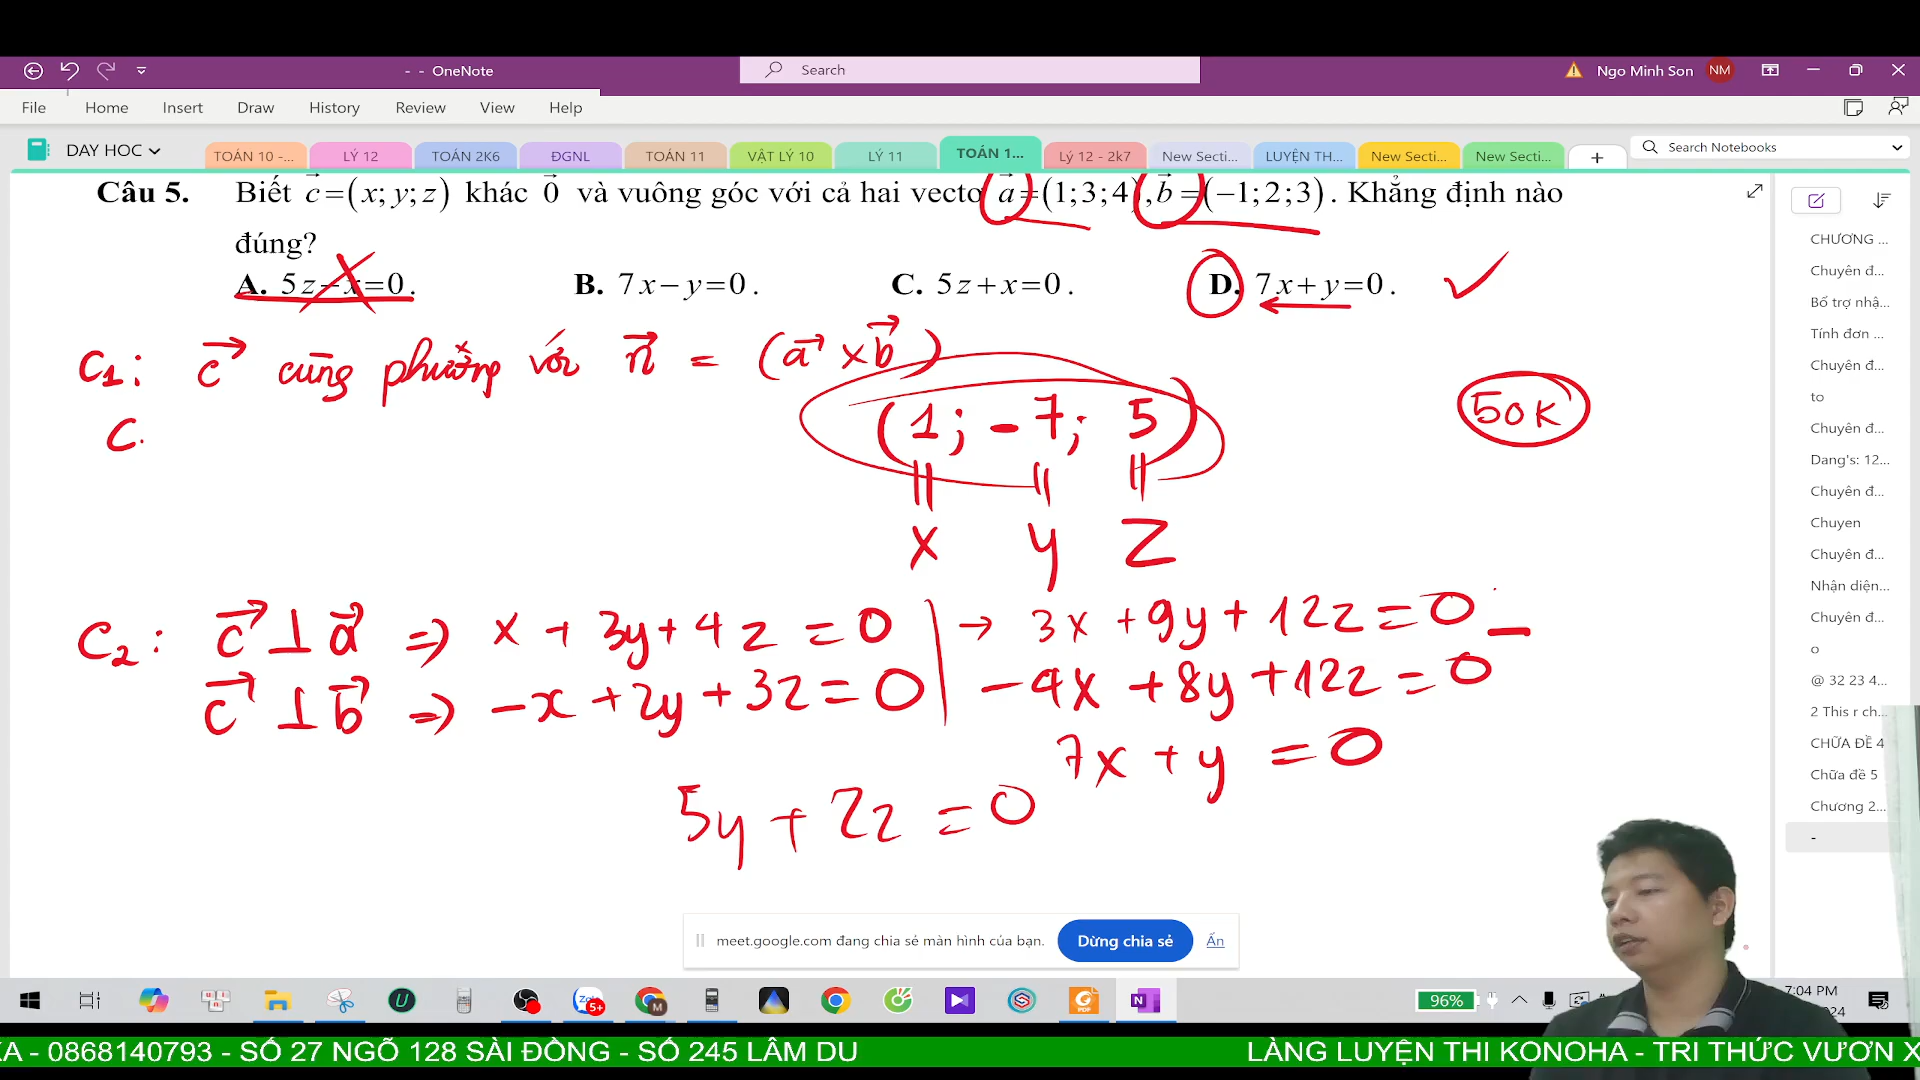 - - OneNote
Search
Ngo Minh Son NM
File Home Insert Draw History Review View Help
DAY HOC
TOÁN 10 -... LÝ 12 TOÁN 2K6 ĐGNL TOÁN 11 VẬT LÝ 10 LÝ 11 TOÁN 1... Lý 12 - 2k7 New Secti... LUYỆN TH... New Secti... New Secti... +
Search Notebooks
Câu 5. Biết c→=(x; y; z) khác 0→ và vuông góc với cả hai vectơ a→=(1;3;4), b→=(−1;2;3). Khẳng định nào
đúng?
A. 5z−x=0. B. 7x−y=0. C. 5z+x=0. D. 7x+y=0. ✓
C1: c→ cũng phương với n→ = (a→ × b→)
C.
(1; -7; 5)
50K
x y z
C2: c→ ⊥ a→ ⇒ x + 3y + 4z = 0 → 3x + 9y + 12z = 0 −
c→ ⊥ b→ ⇒ -x + 2y + 3z = 0 -4x + 8y + 12z = 0
7x + y = 0
5y + 2z = 0
CHƯƠNG ...
Chuyên đ...
Bổ trợ nhậ...
Tính đơn ...
Chuyên đ...
to
Chuyên đ...
Dang's: 12...
Chuyên đ...
Chuyen
Chuyên đ...
Nhận diện...
Chuyên đ...
o
@ 32 23 4...
2 This r ch...
CHỮA ĐỀ 4
Chữa đề 5
Chương 2...
-
meet.google.com đang chia sẻ màn hình của bạn. Dừng chia sẻ Ẩn
96%
7:04 PM
KA - 0868140793 - SỐ 27 NGÕ 128 SÀI ĐỒNG - SỐ 245 LÂM DU
LÀNG LUYỆN THI KONOHA - TRI THỨC VƯƠN X